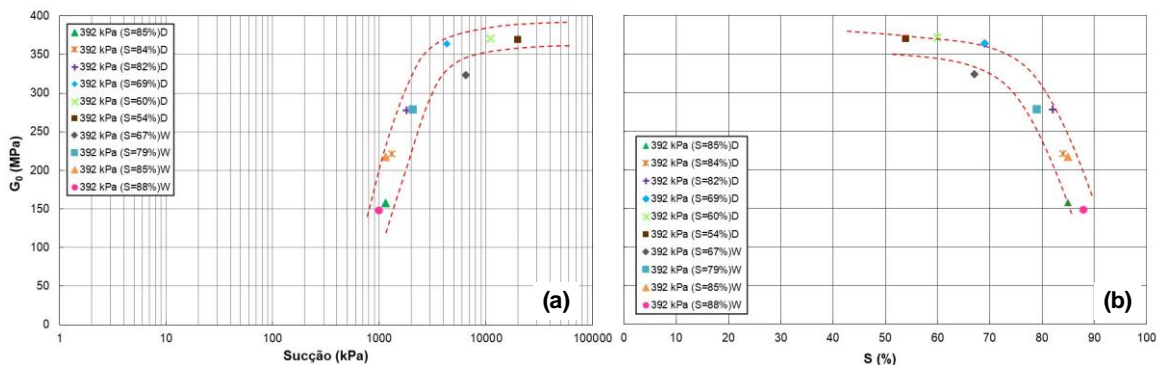 400
350
300
250
200
150
100
50
0
G₀ (MPa)
392 kPa (S=85%)D
392 kPa (S=84%)D
392 kPa (S=82%)D
392 kPa (S=69%)D
392 kPa (S=60%)D
392 kPa (S=54%)D
392 kPa (S=67%)W
392 kPa (S=79%)W
392 kPa (S=85%)W
392 kPa (S=88%)W
(a)
1 10 100 1000 10000 100000
Sucção (kPa)
392 kPa (S=85%)D
392 kPa (S=84%)D
392 kPa (S=82%)D
392 kPa (S=69%)D
392 kPa (S=60%)D
392 kPa (S=54%)D
392 kPa (S=67%)W
392 kPa (S=79%)W
392 kPa (S=85%)W
392 kPa (S=88%)W
(b)
0 10 20 30 40 50 60 70 80 90 100
S (%)